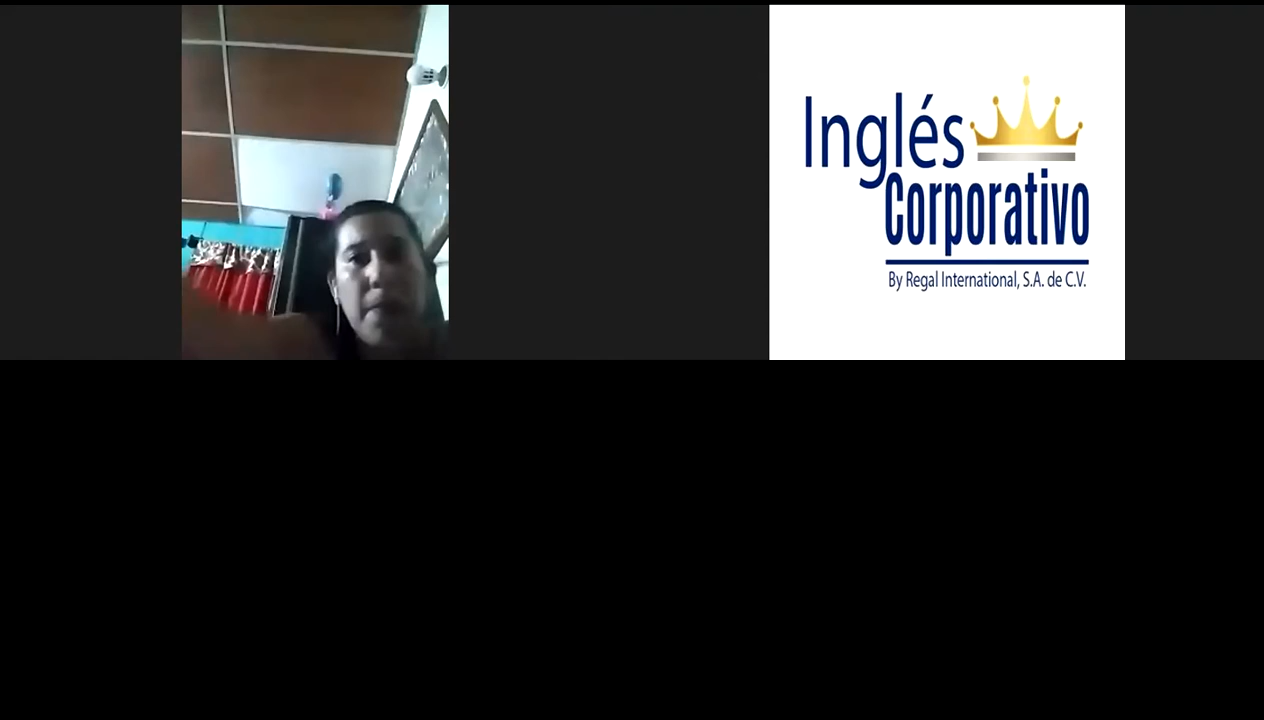 Inglés
Corporativo
By Regal International, S.A. de C.V.